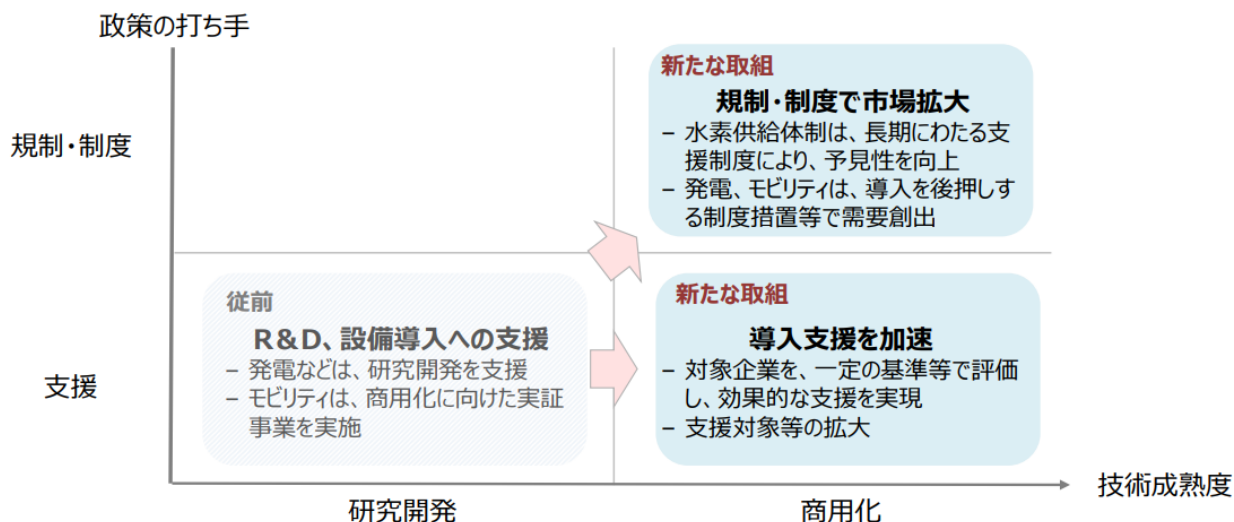 政策の打ち手
規制・制度
新たな取組
規制・制度で市場拡大
– 水素供給体制は、長期にわたる支
援制度により、予見性を向上
– 発電、モビリティは、導入を後押しす
る制度措置等で需要創出
支援
従前
R&D、設備導入への支援
– 発電などは、研究開発を支援
– モビリティは、商用化に向けた実証
事業を実施
新たな取組
導入支援を加速
– 対象企業を、一定の基準等で評価
し、効果的な支援を実現
– 支援対象等の拡大
技術成熟度
研究開発
商用化